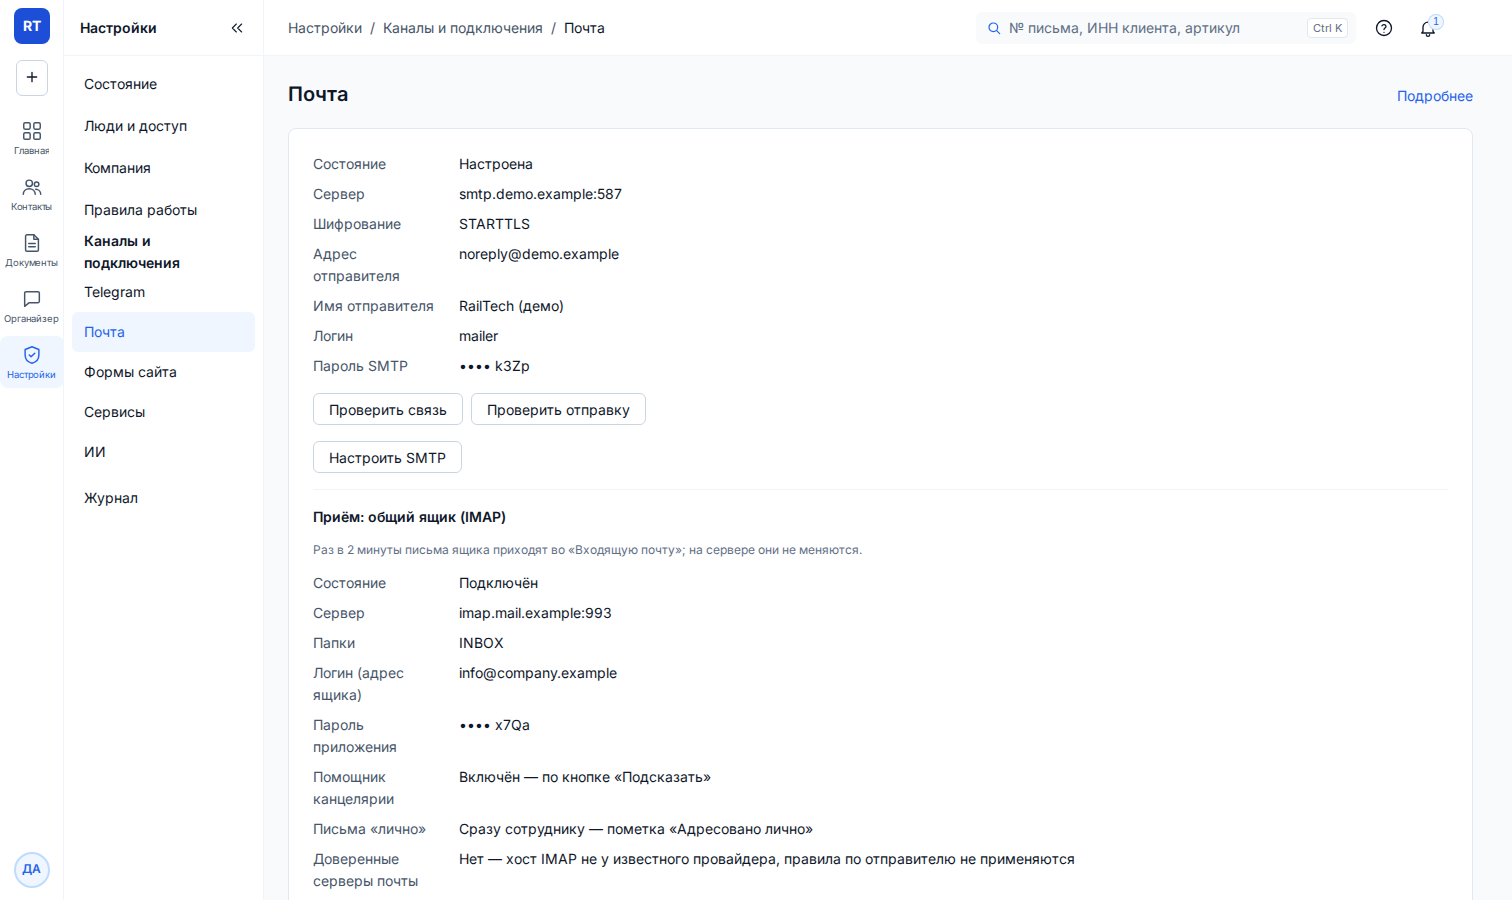 RT
Настройки
Настройки / Каналы и подключения / Почта
№ письма, ИНН клиента, артикул
Ctrl K
1
+
Главная
Контакты
Документы
Органайзер
Настройки
ДА
Состояние
Люди и доступ
Компания
Правила работы
Каналы и
подключения
Telegram
Почта
Формы сайта
Сервисы
ИИ
Журнал
Почта
Подробнее
Состояние Настроена
Сервер smtp.demo.example:587
Шифрование STARTTLS
Адрес отправителя noreply@demo.example
Имя отправителя RailTech (демо)
Логин mailer
Пароль SMTP •••• k3Zp
Проверить связь Проверить отправку
Настроить SMTP
Приём: общий ящик (IMAP)
Раз в 2 минуты письма ящика приходят во «Входящую почту»; на сервере они не меняются.
Состояние Подключён
Сервер imap.mail.example:993
Папки INBOX
Логин (адрес ящика) info@company.example
Пароль приложения •••• x7Qa
Помощник канцелярии Включён — по кнопке «Подсказать»
Письма «лично» Сразу сотруднику — пометка «Адресовано лично»
Доверенные серверы почты Нет — хост IMAP не у известного провайдера, правила по отправителю не применяются